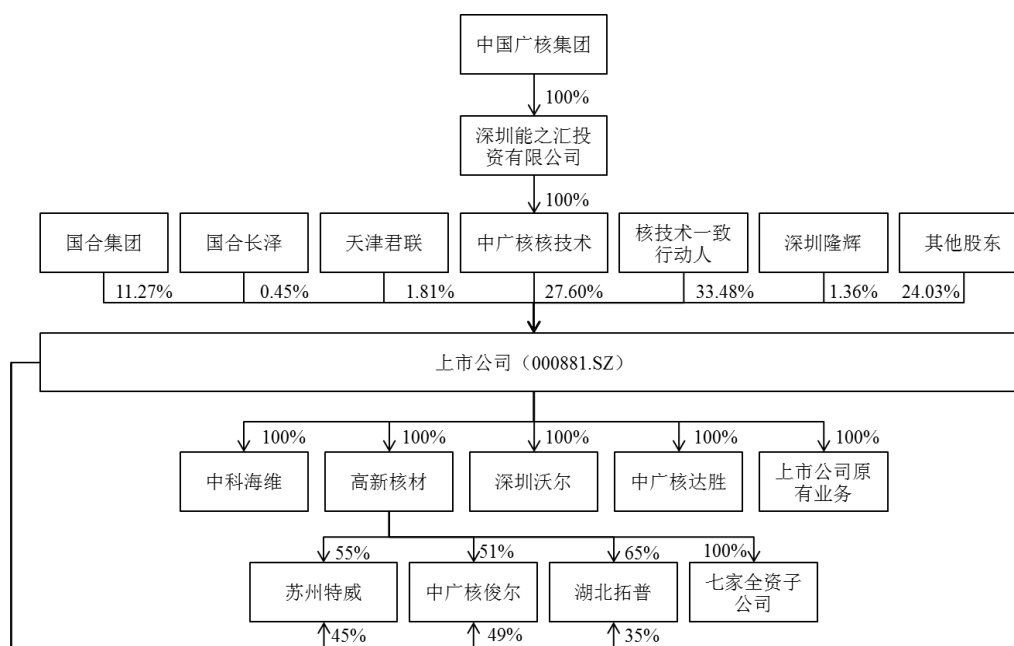 中国广核集团
100%
深圳能之汇投
资有限公司
100%
国合集团
国合长泽
天津君联
中广核核技术
核技术一致
行动人
深圳隆辉
其他股东
11.27%
0.45%
1.81%
27.60%
33.48%
1.36%
24.03%
上市公司（000881.SZ）
100%
100%
100%
100%
100%
中科海维
高新核材
深圳沃尔
中广核达胜
上市公司原
有业务
55%
51%
65%
100%
苏州特威
中广核俊尔
湖北拓普
七家全资子
公司
45%
49%
35%